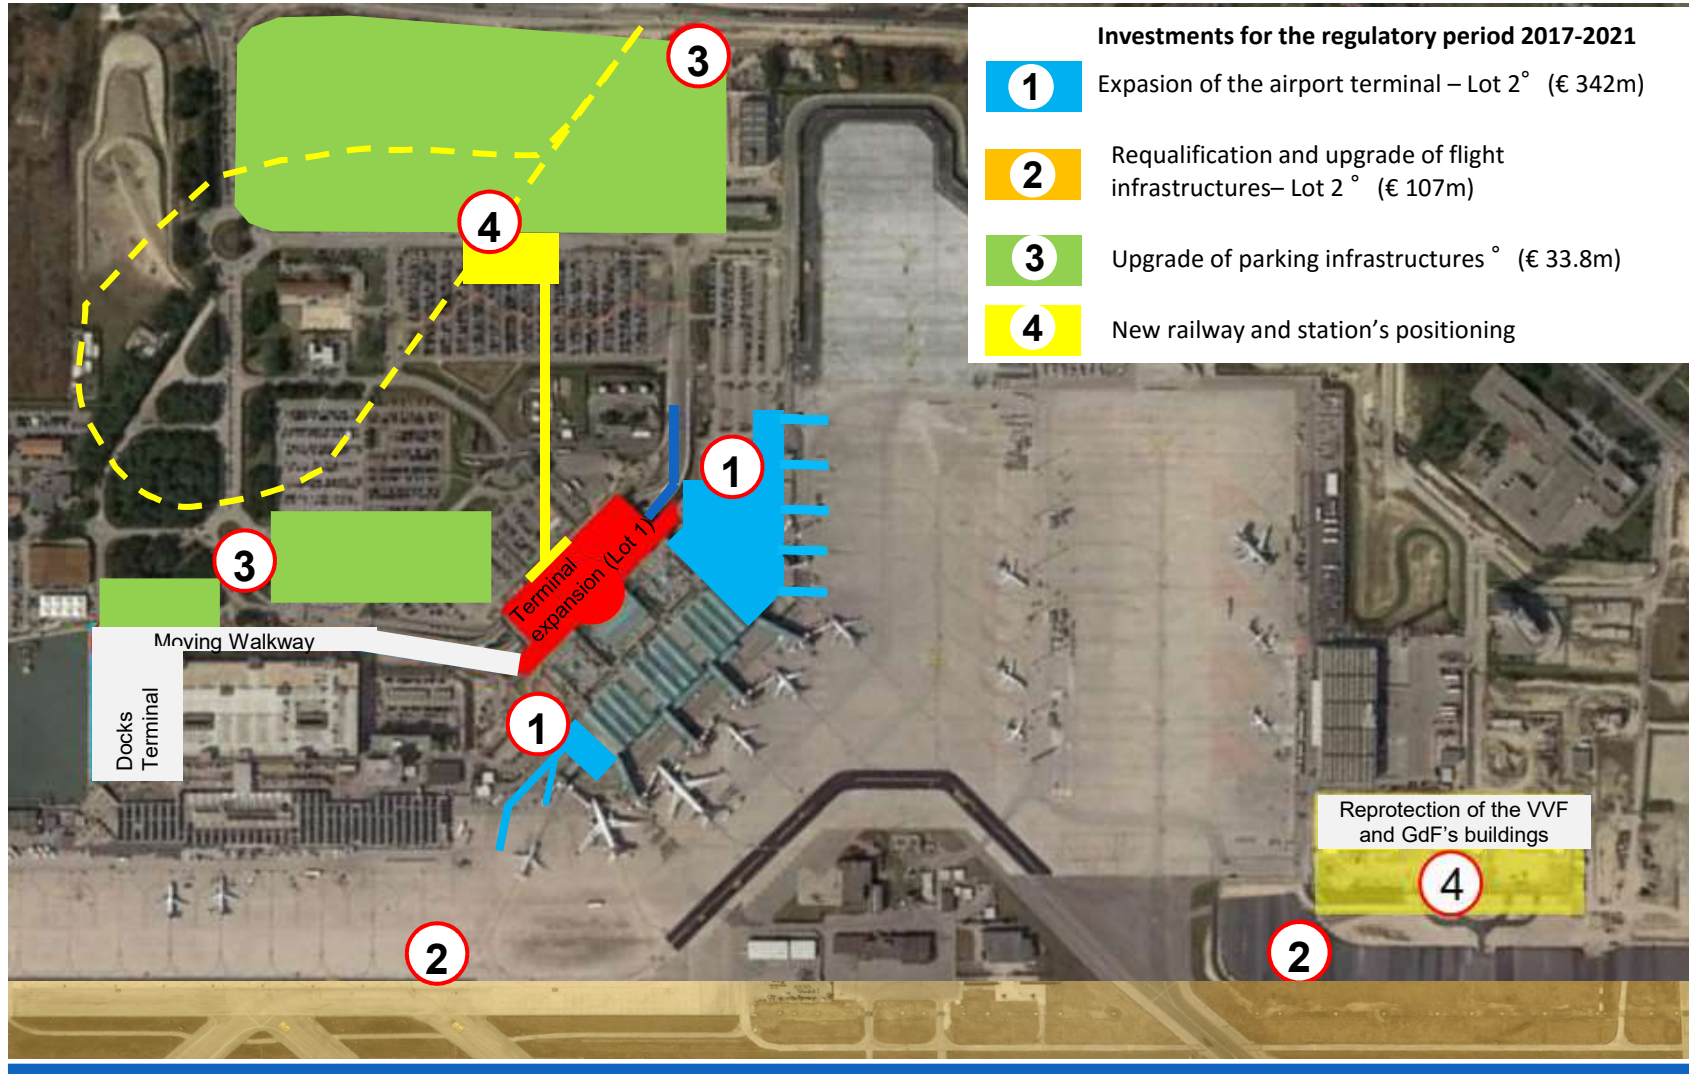 Investments for the regulatory period 2017-2021
1 Expasion of the airport terminal – Lot 2° (€ 342m)
2 Requalification and upgrade of flight
infrastructures– Lot 2 ° (€ 107m)
3 Upgrade of parking infrastructures ° (€ 33.8m)
4 New railway and station's positioning
3
4
1
3
Terminal
expansion (Lot 1)
Moving Walkway
Docks
Terminal
1
Reprotection of the VVF
and GdF's buildings
4
2
2